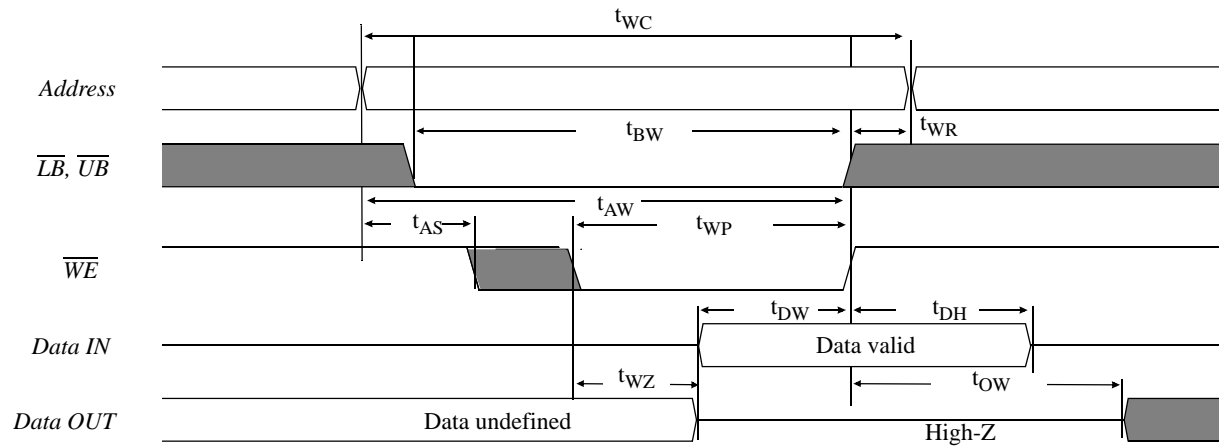 tWC
Address
tBW
tWR
LB, UB
tAW
tAS
tWP
WE
tDW
tDH
Data IN
Data valid
tWZ
tOW
Data OUT
Data undefined
High-Z